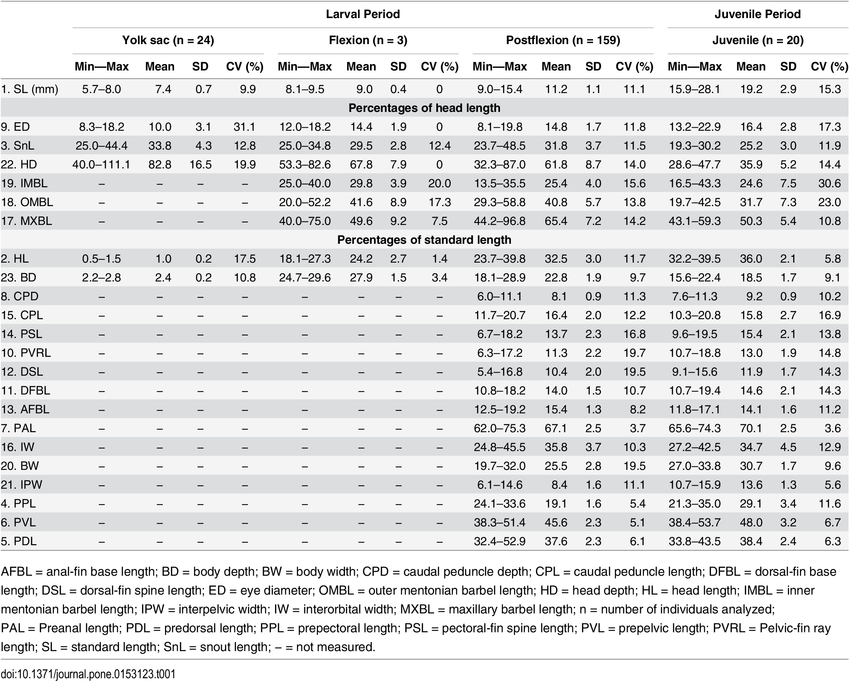 Larval Period Juvenile Period
Yolk sac (n = 24) Flexion (n = 3) Postflexion (n = 159) Juvenile (n = 20)
Min—Max Mean SD CV (%) Min—Max Mean SD CV (%) Min—Max Mean SD CV (%) Min—Max Mean SD CV (%)
1. SL (mm) 5.7–8.0 7.4 0.7 9.9 8.1–9.5 9.0 0.4 0 9.0–15.4 11.2 1.1 11.1 15.9–28.1 19.2 2.9 15.3
Percentages of head length
9. ED 8.3–18.2 10.0 3.1 31.1 12.0–18.2 14.4 1.9 0 8.1–19.8 14.8 1.7 11.8 13.2–22.9 16.4 2.8 17.3
3. SnL 25.0–44.4 33.8 4.3 12.8 25.0–34.8 29.5 2.8 12.4 23.7–48.5 31.8 3.7 11.5 19.3–30.2 25.2 3.0 11.9
22. HD 40.0–111.1 82.8 16.5 19.9 53.3–82.6 67.8 7.9 0 32.3–87.0 61.8 8.7 14.0 28.6–47.7 35.9 5.2 14.4
19. IMBL – – – – 25.0–40.0 29.8 3.9 20.0 13.5–35.5 25.4 4.0 15.6 16.5–43.3 24.6 7.5 30.6
18. OMBL – – – – 20.0–52.2 41.6 8.9 17.3 29.3–58.8 40.8 5.7 13.8 19.7–42.5 31.7 7.3 23.0
17. MXBL – – – – 40.0–75.0 49.6 9.2 7.5 44.2–96.8 65.4 7.2 14.2 43.1–59.3 50.3 5.4 10.8
Percentages of standard length
2. HL 0.5–1.5 1.0 0.2 17.5 18.1–27.3 24.2 2.7 1.4 23.7–39.8 32.5 3.0 11.7 32.2–39.5 36.0 2.1 5.8
23. BD 2.2–2.8 2.4 0.2 10.8 24.7–29.6 27.9 1.5 3.4 18.1–28.9 22.8 1.9 9.7 15.6–22.4 18.5 1.7 9.1
8. CPD – – – – – – – – 6.0–11.1 8.1 0.9 11.3 7.6–11.3 9.2 0.9 10.2
15. CPL – – – – – – – – 11.7–20.7 16.4 2.0 12.2 10.3–20.8 15.8 2.7 16.9
14. PSL – – – – – – – – 6.7–18.2 13.7 2.3 16.8 9.6–19.5 15.4 2.1 13.8
10. PVRL – – – – – – – – 6.3–17.2 11.3 2.2 19.7 10.7–18.8 13.0 1.9 14.8
12. DSL – – – – – – – – 5.4–16.8 10.4 2.0 19.5 9.1–15.6 11.9 1.7 14.3
11. DFBL – – – – – – – – 10.8–18.2 14.0 1.5 10.7 10.7–19.4 14.6 2.1 14.3
13. AFBL – – – – – – – – 12.5–19.2 15.4 1.3 8.2 11.8–17.1 14.1 1.6 11.2
7. PAL – – – – – – – – 62.0–75.3 67.1 2.5 3.7 65.6–74.3 70.1 2.5 3.6
16. IW – – – – – – – – 24.8–45.5 35.8 3.7 10.3 27.2–42.5 34.7 4.5 12.9
20. BW – – – – – – – – 19.7–32.0 25.5 2.8 19.5 27.0–33.8 30.7 1.7 9.6
21. IPW – – – – – – – – 6.1–14.6 8.4 1.6 11.1 10.7–15.9 13.6 1.3 5.6
4. PPL – – – – – – – – 24.1–33.6 19.1 1.6 5.4 21.3–35.0 29.1 3.4 11.6
6. PVL – – – – – – – – 38.3–51.4 45.6 2.3 5.1 38.4–53.7 48.0 3.2 6.7
5. PDL – – – – – – – – 32.4–52.9 37.6 2.3 6.1 33.8–43.5 38.4 2.4 6.3
AFBL = anal-fin base length; BD = body depth; BW = body width; CPD = caudal peduncle depth; CPL = caudal peduncle length; DFBL = dorsal-fin base
length; DSL = dorsal-fin spine length; ED = eye diameter; OMBL = outer mentonian barbel length; HD = head depth; HL = head length; IMBL = inner
mentonian barbel length; IPW = interpelvic width; IW = interorbital width; MXBL = maxillary barbel length; n = number of individuals analyzed;
PAL = Preanal length; PDL = predorsal length; PPL = prepectoral length; PSL = pectoral-fin spine length; PVL = prepelvic length; PVRL = Pelvic-fin ray
length; SL = standard length; SnL = snout length; – = not measured.
doi:10.1371/journal.pone.0153123.t001